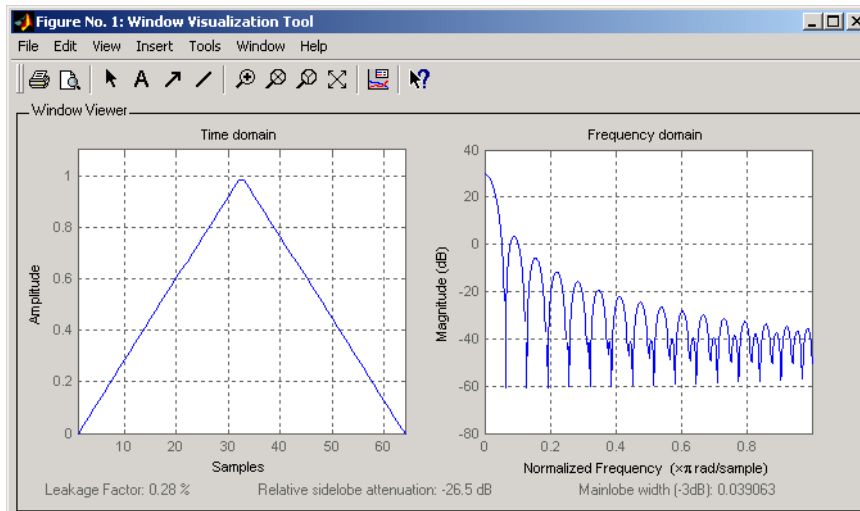 Figure No. 1: Window Visualization Tool
File Edit View Insert Tools Window Help
A
Window Viewer
Time domain
Frequency domain
1
0.8
0.6
0.4
0.2
0
Amplitude
10 20 30 40 50 60
Samples
40
20
0
-20
-40
-60
-80
Magnitude (dB)
0 0.2 0.4 0.6 0.8
Normalized Frequency (×π rad/sample)
Leakage Factor: 0.28 % Relative sidelobe attenuation: -26.5 dB Mainlobe width (-3dB): 0.039063